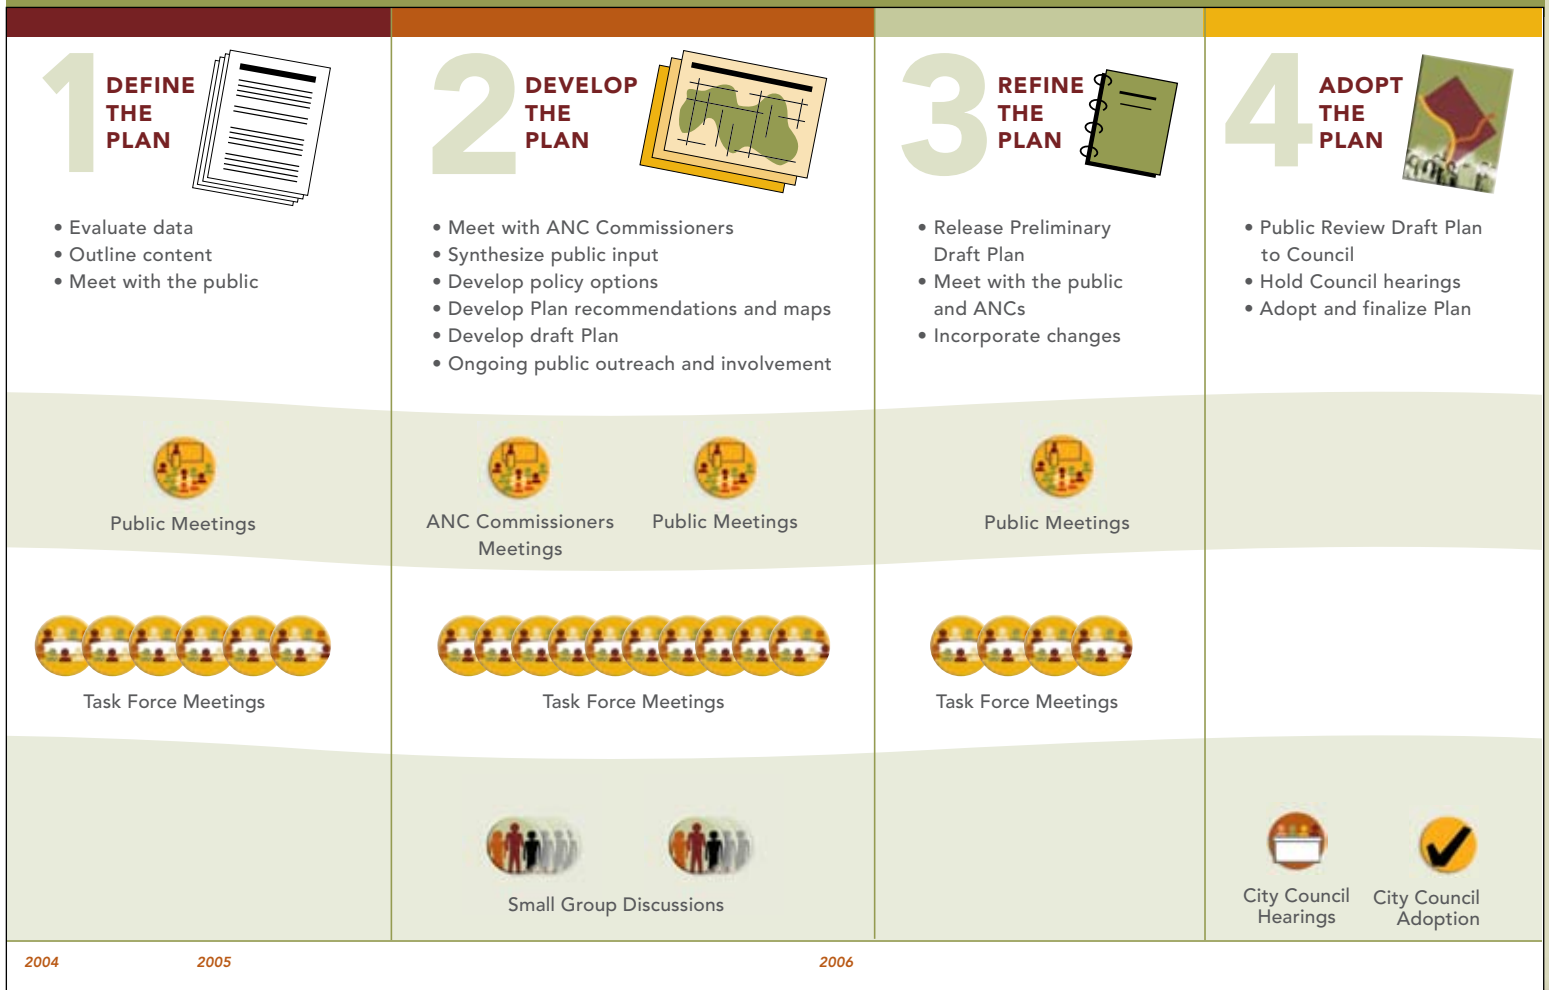 1
DEFINE
THE
PLAN
• Evaluate data
• Outline content
• Meet with the public
2
DEVELOP
THE
PLAN
• Meet with ANC Commissioners
• Synthesize public input
• Develop policy options
• Develop Plan recommendations and maps
• Develop draft Plan
• Ongoing public outreach and involvement
3
REFINE
THE
PLAN
• Release Preliminary
Draft Plan
• Meet with the public
and ANCs
• Incorporate changes
4
ADOPT
THE
PLAN
• Public Review Draft Plan
to Council
• Hold Council hearings
• Adopt and finalize Plan
Public Meetings
ANC Commissioners
Meetings
Public Meetings
Public Meetings
Task Force Meetings
Task Force Meetings
Task Force Meetings
Small Group Discussions
City Council
Hearings
City Council
Adoption
2004
2005
2006